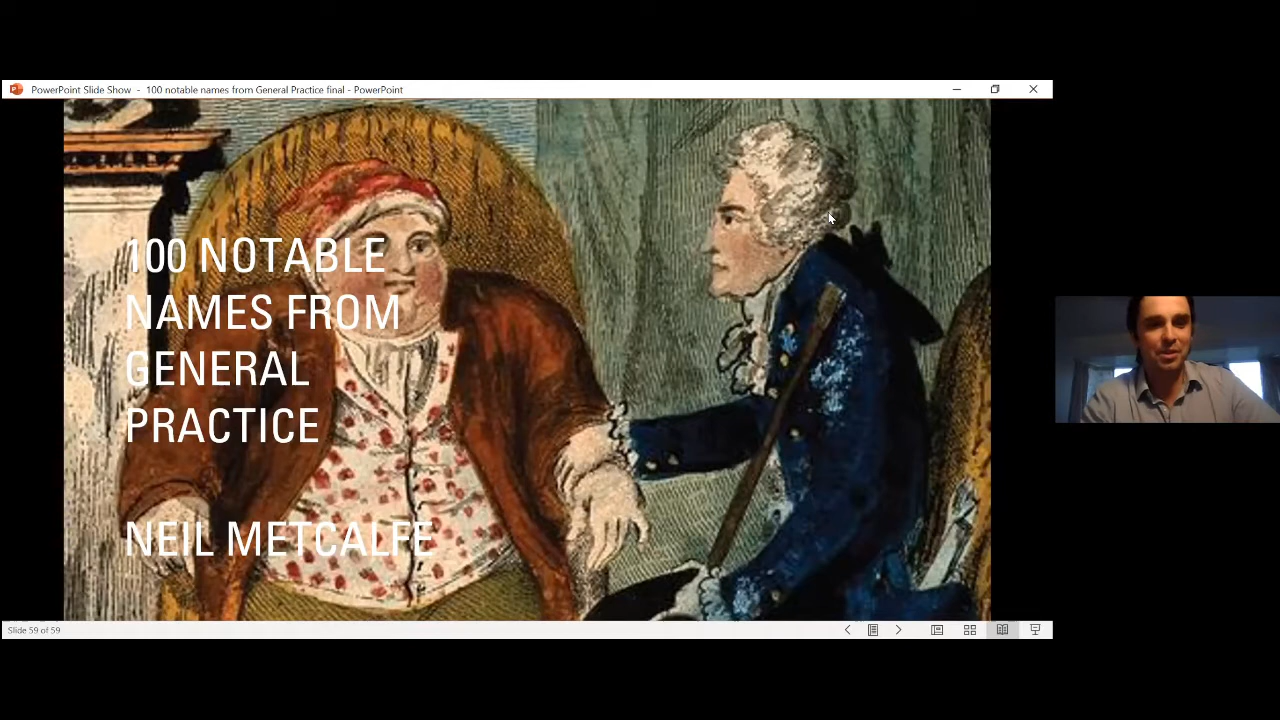 PowerPoint Slide Show - 100 notable names from General Practice final - PowerPoint
100 NOTABLE
NAMES FROM
GENERAL
PRACTICE
NEIL METCALFE
Slide 59 of 59